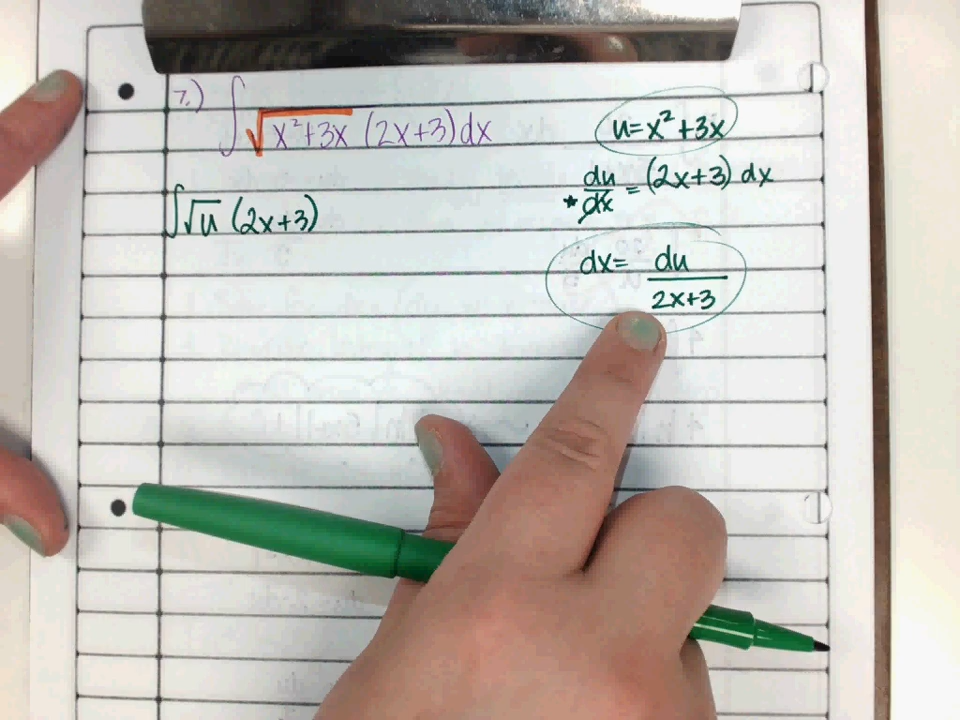 7.) ∫ √x²+3x (2x+3)dx
u=x²+3x
* du/dx = (2x+3) dx
∫√u (2x+3)
dx= du/2x+3